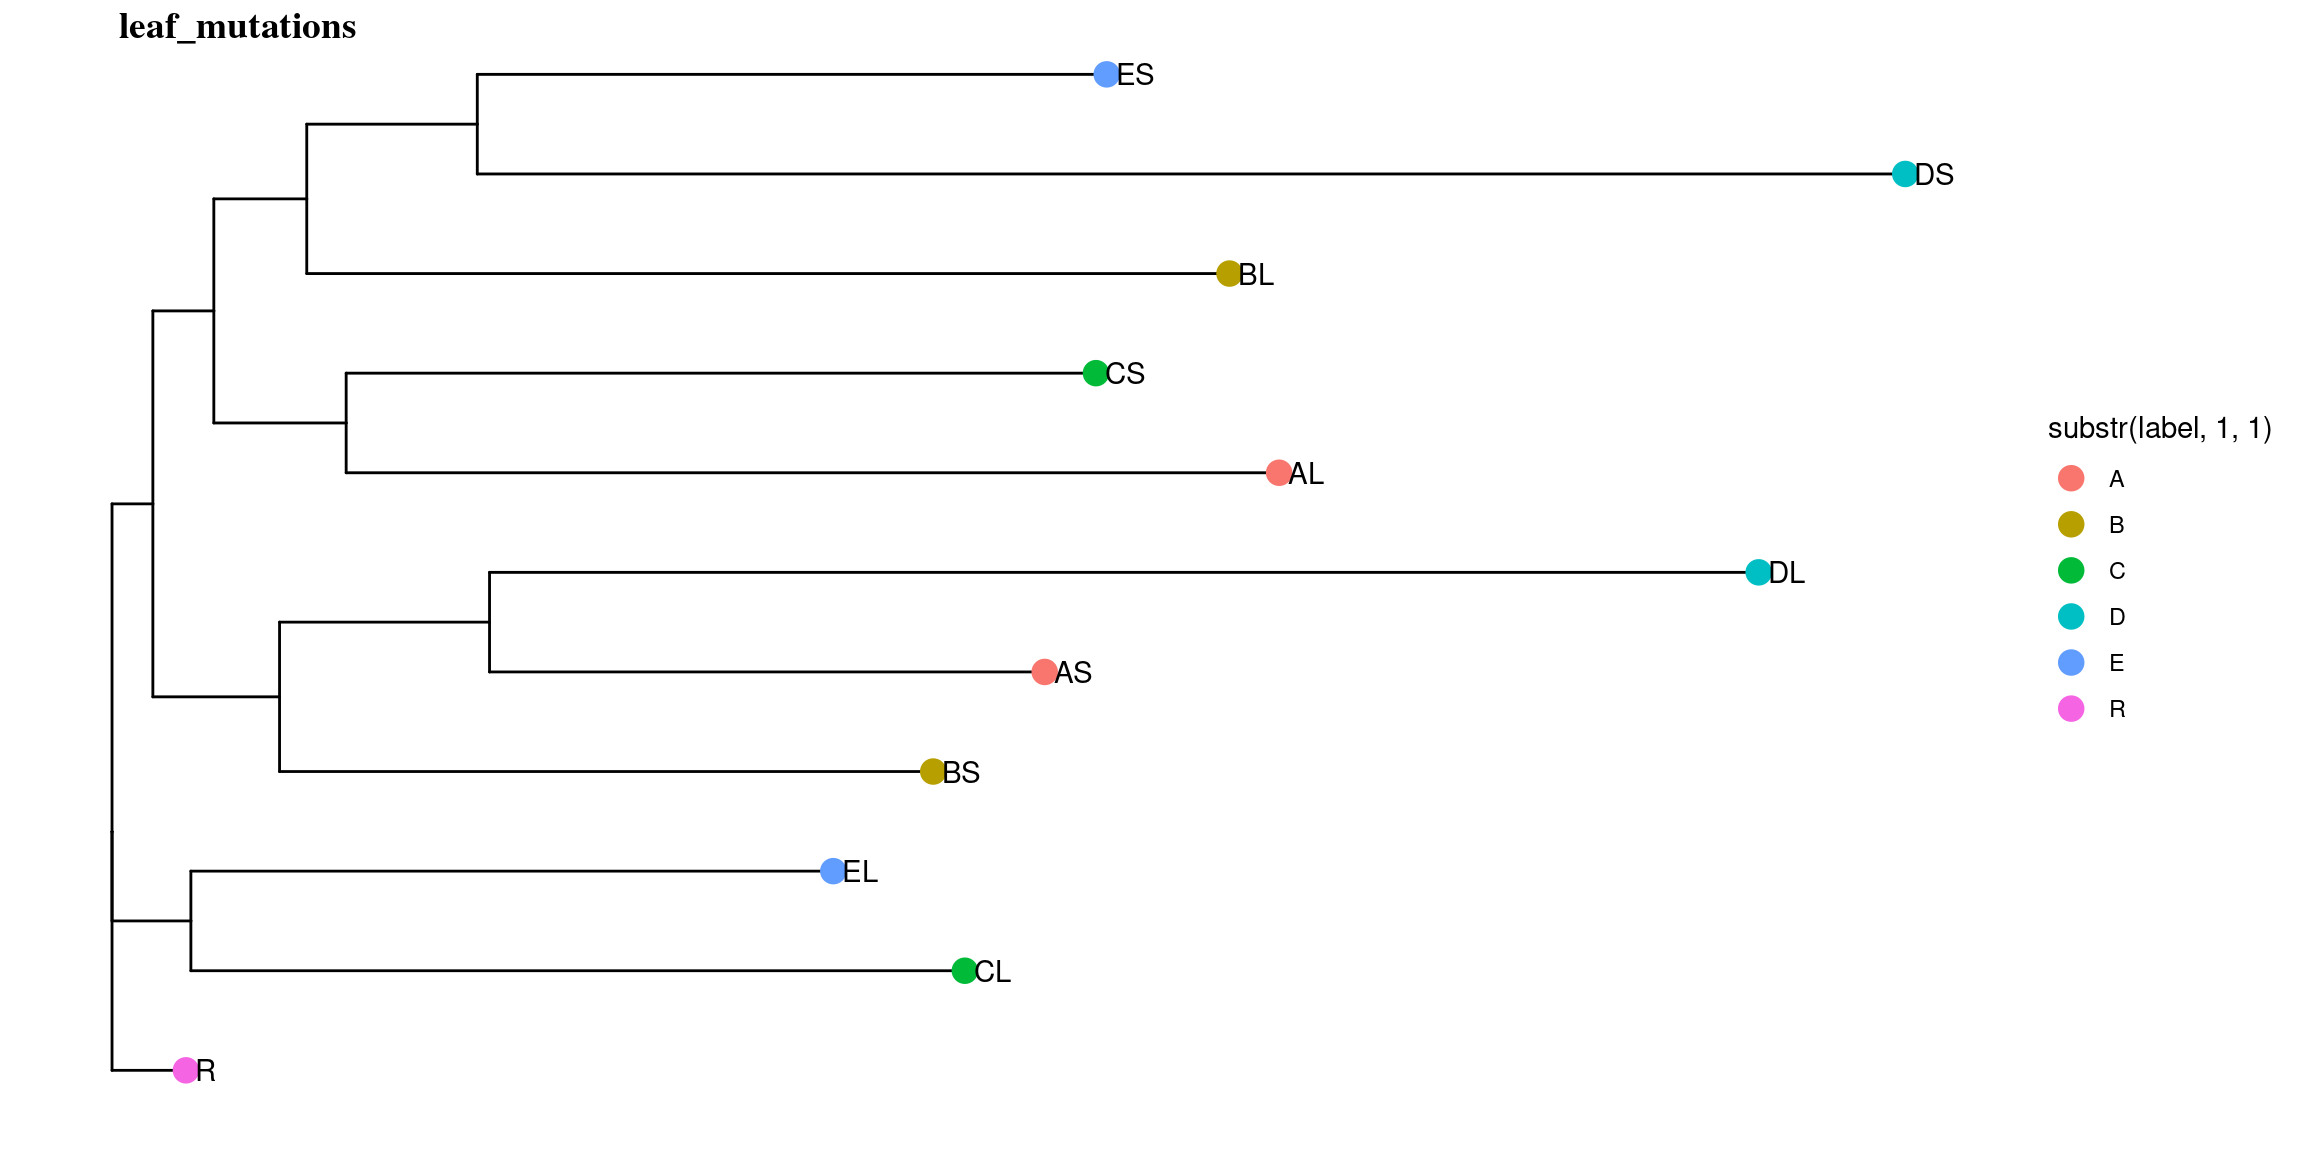 leaf_mutations
ES
DS
BL
CS
AL
DL
AS
BS
EL
CL
R
substr(label, 1, 1)
A
B
C
D
E
R